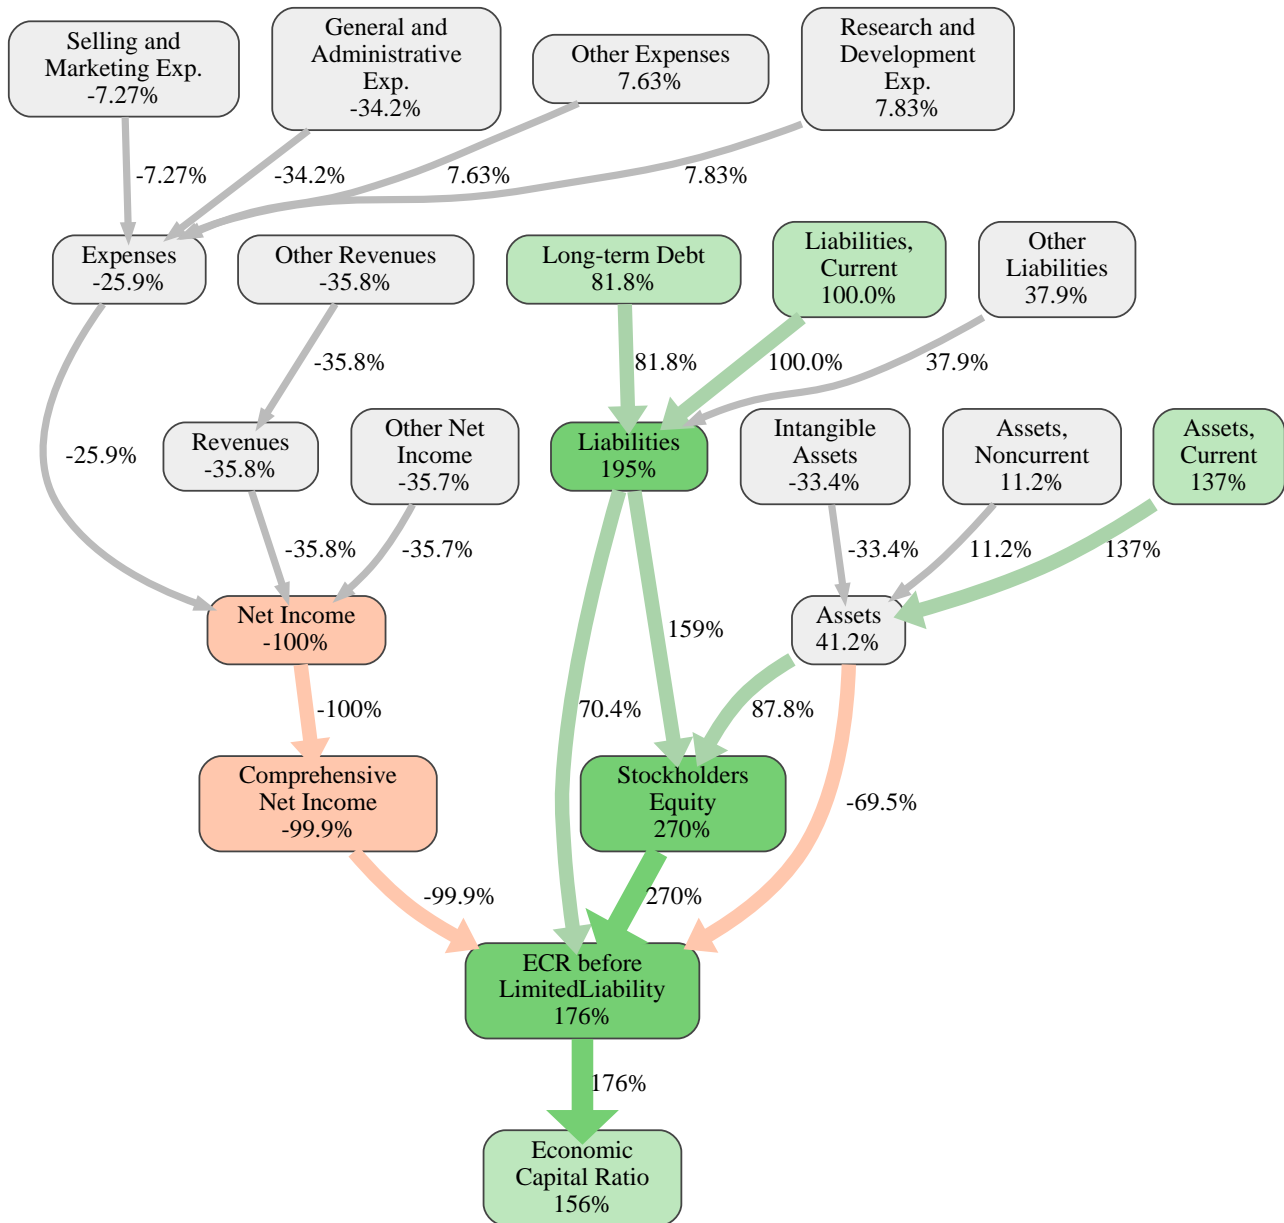 Selling and
Marketing Exp.
-7.27%
General and
Administrative
Exp.
-34.2%
Other Expenses
7.63%
Research and
Development
Exp.
7.83%
-7.27%
-34.2%
7.63%
7.83%
Expenses
-25.9%
Other Revenues
-35.8%
Long-term Debt
81.8%
Liabilities,
Current
100.0%
Other
Liabilities
37.9%
-35.8%
81.8%
100.0%
37.9%
-25.9%
Revenues
-35.8%
Other Net
Income
-35.7%
Liabilities
195%
Intangible
Assets
-33.4%
Assets,
Noncurrent
11.2%
Assets,
Current
137%
-35.8%
-35.7%
-33.4%
11.2%
137%
Net Income
-100%
159%
Assets
41.2%
-100%
70.4%
87.8%
Comprehensive
Net Income
-99.9%
Stockholders
Equity
270%
-69.5%
-99.9%
270%
ECR before
LimitedLiability
176%
176%
Economic
Capital Ratio
156%